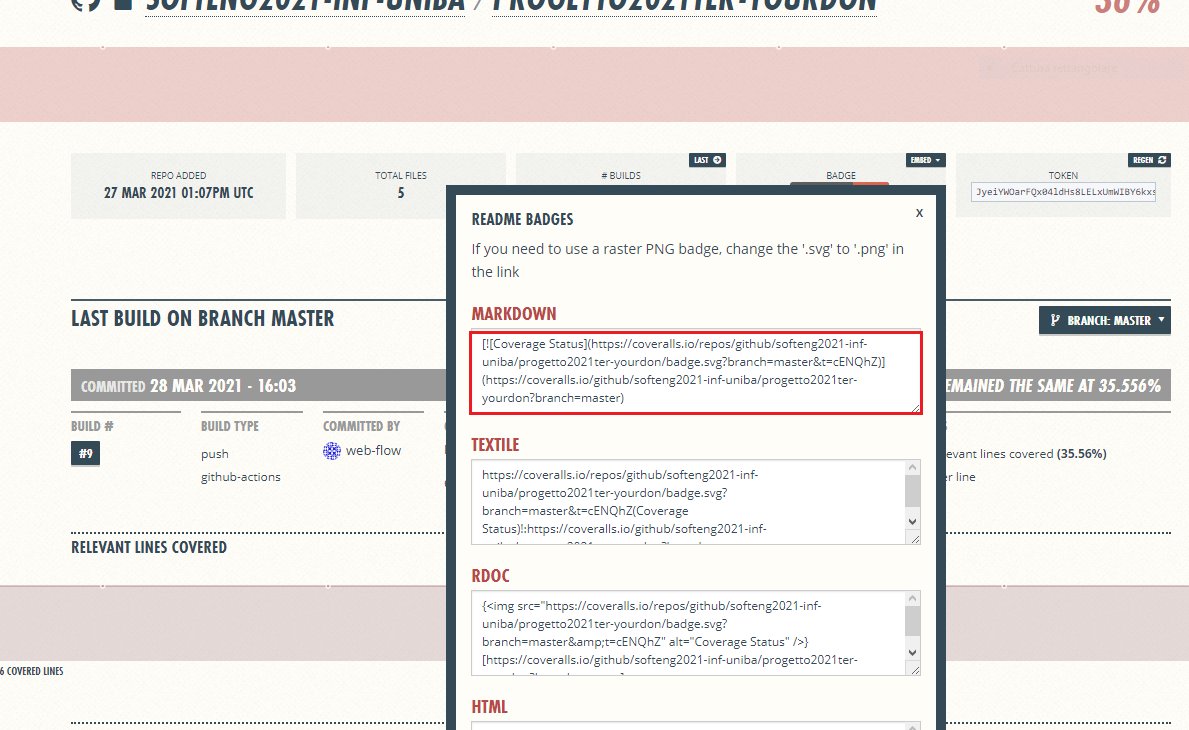 SOFTENG2021-INF-UNIBA / PROGETTO2021TER-YOURDON
36%
Cattura rettangolare
LAST
EMBED
REGEN
REPO ADDED
27 MAR 2021 01:07PM UTC
TOTAL FILES
5
# BUILDS
BADGE
TOKEN
JyeiYWOarFQx04ldHs8LELxUmWIBY6kxs
README BADGES
x
If you need to use a raster PNG badge, change the '.svg' to '.png' in
the link
MARKDOWN
[![Coverage Status](https://coveralls.io/repos/github/softeng2021-inf-
uniba/progetto2021ter-yourdon/badge.svg?branch=master&t=cENQhZ)]
(https://coveralls.io/github/softeng2021-inf-uniba/progetto2021ter-
yourdon?branch=master)
TEXTILE
https://coveralls.io/repos/github/softeng2021-inf-
uniba/progetto2021ter-yourdon/badge.svg?
branch=master&t=cENQhZ(Coverage
Status)!:https://coveralls.io/github/softeng2021-inf-
RDOC
{<img src="https://coveralls.io/repos/github/softeng2021-inf-
uniba/progetto2021ter-yourdon/badge.svg?
branch=master&amp;t=cENQhZ" alt="Coverage Status" />}
[https://coveralls.io/github/softeng2021-inf-uniba/progetto2021ter-
HTML
LAST BUILD ON BRANCH MASTER
BRANCH: MASTER
COMMITTED 28 MAR 2021 - 16:03
EMAINED THE SAME AT 35.556%
BUILD #
BUILD TYPE
COMMITTED BY
#9
push
web-flow
evant lines covered (35.56%)
github-actions
er line
RELEVANT LINES COVERED
6 COVERED LINES